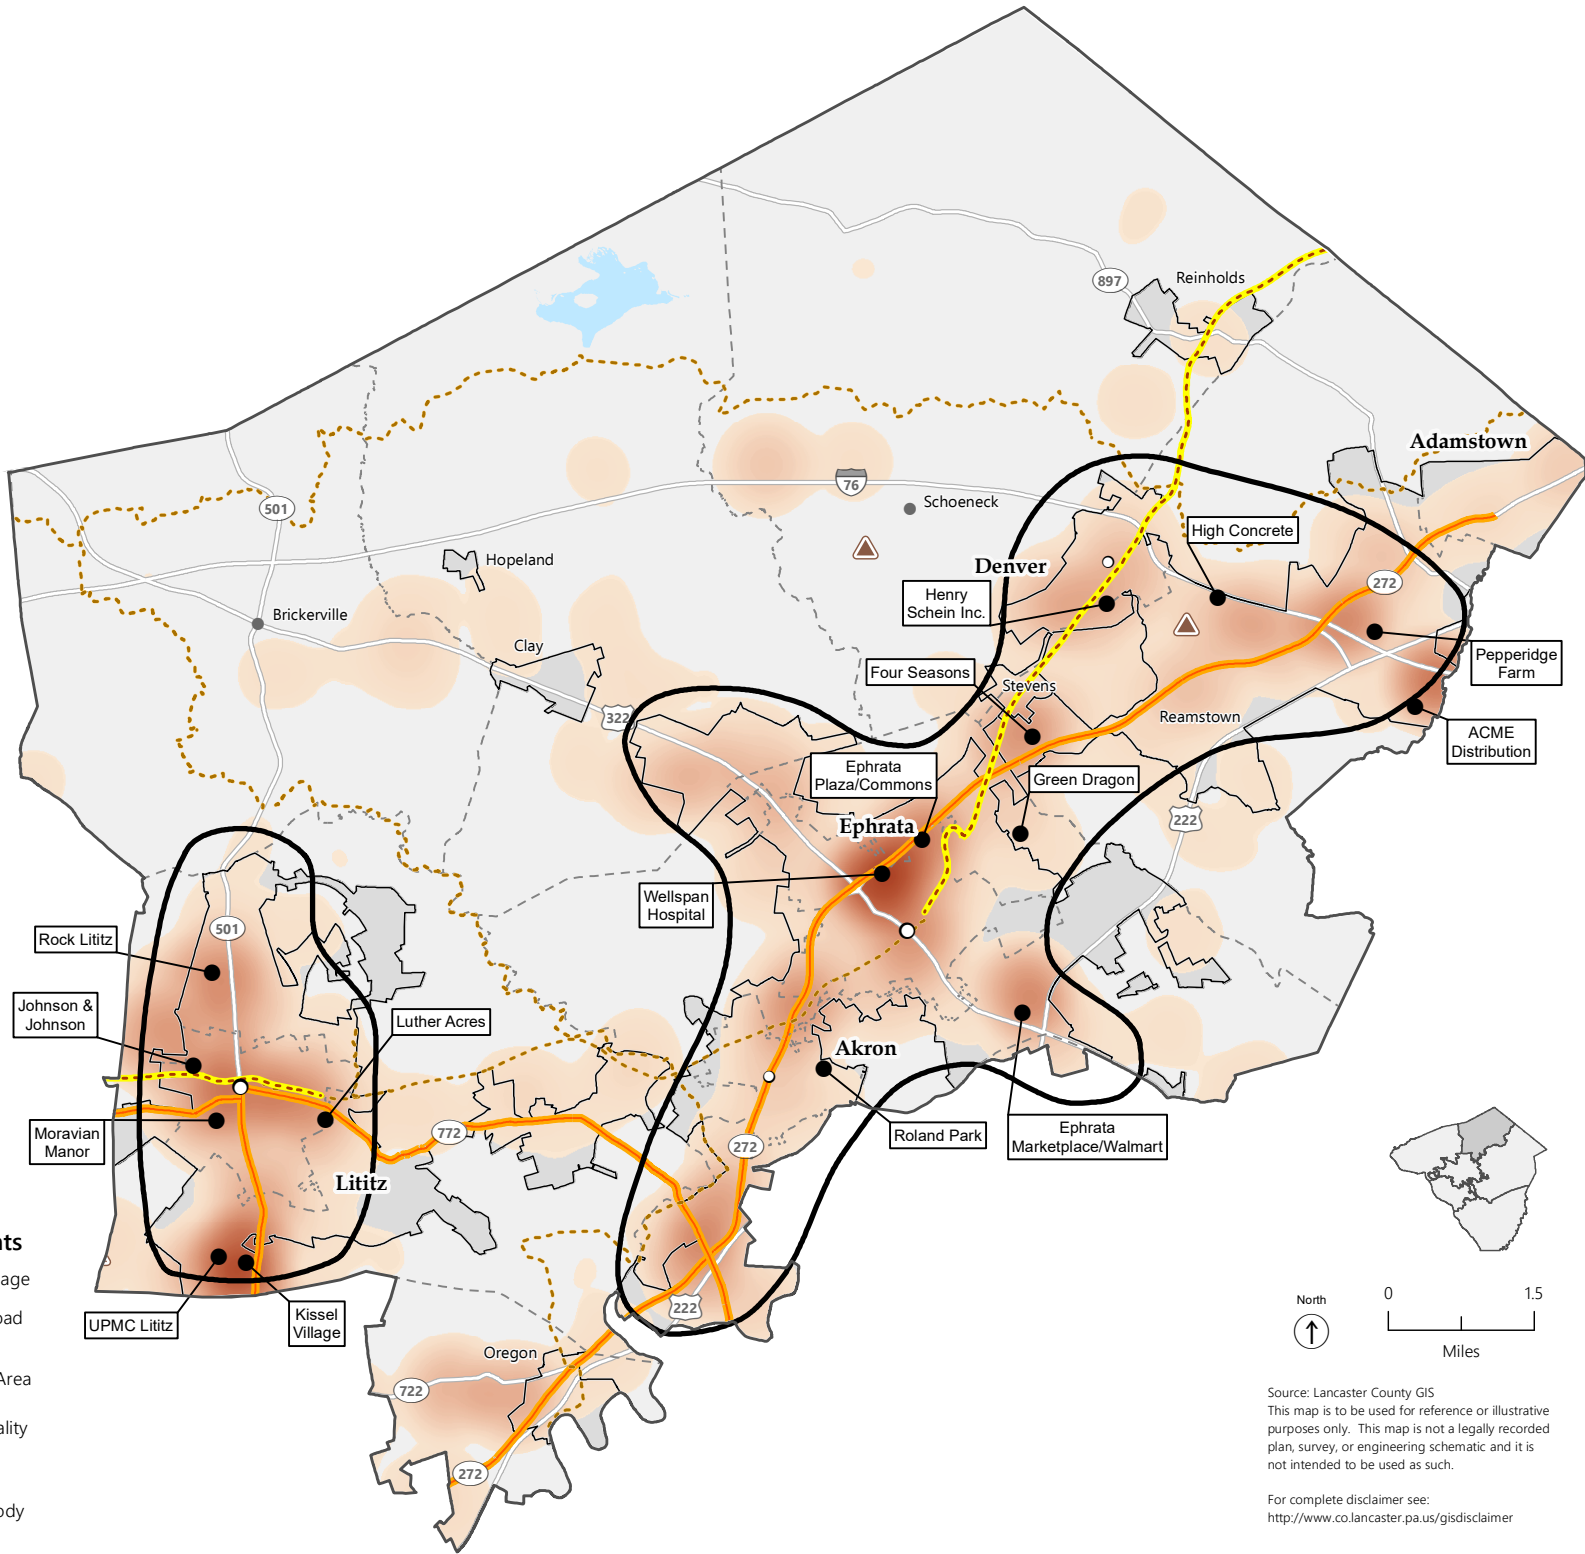 897
Reinholds
Adamstown
76
Schoeneck
501
High Concrete
Hopeland
Denver
272
Henry
Schein Inc.
Brickerville
Clay
Pepperidge
Farm
Four Seasons
Stevens
322
Reamstown
ACME
Distribution
Ephrata
Plaza/Commons
Green Dragon
222
Ephrata
Wellspan
Hospital
501
Rock Lititz
Johnson &
Johnson
Luther Acres
Akron
Moravian
Manor
772
272
Roland Park
Ephrata
Marketplace/Walmart
Lititz
nts
age
oad
Area
ality
ody
UPMC Lititz
Kissel
Village
222
Oregon
722
272
North
0
1.5
Miles
Source: Lancaster County GIS
This map is to be used for reference or illustrative
purposes only. This map is not a legally recorded
plan, survey, or engineering schematic and it is
not intended to be used as such.
For complete disclaimer see:
http://www.co.lancaster.pa.us/gisdisclaimer